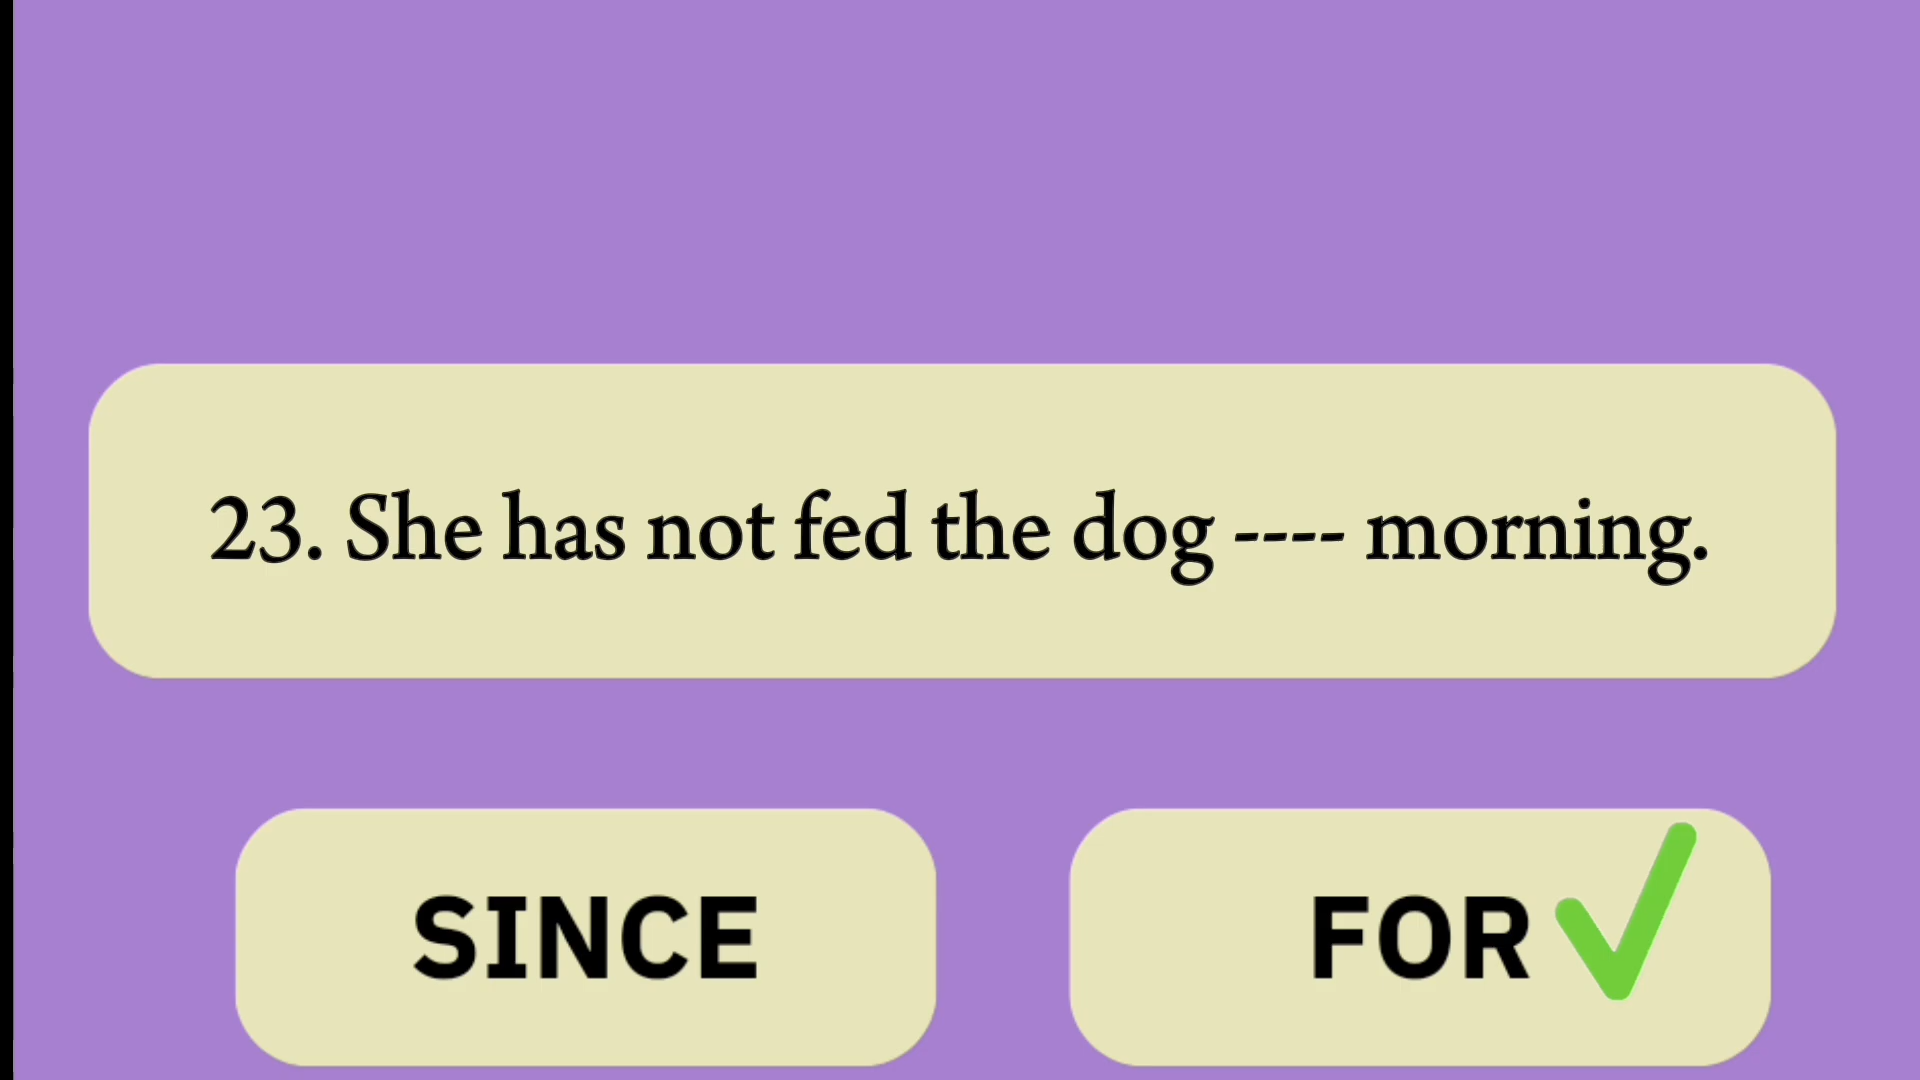 23. She has not fed the dog ---- morning.
SINCE
FOR